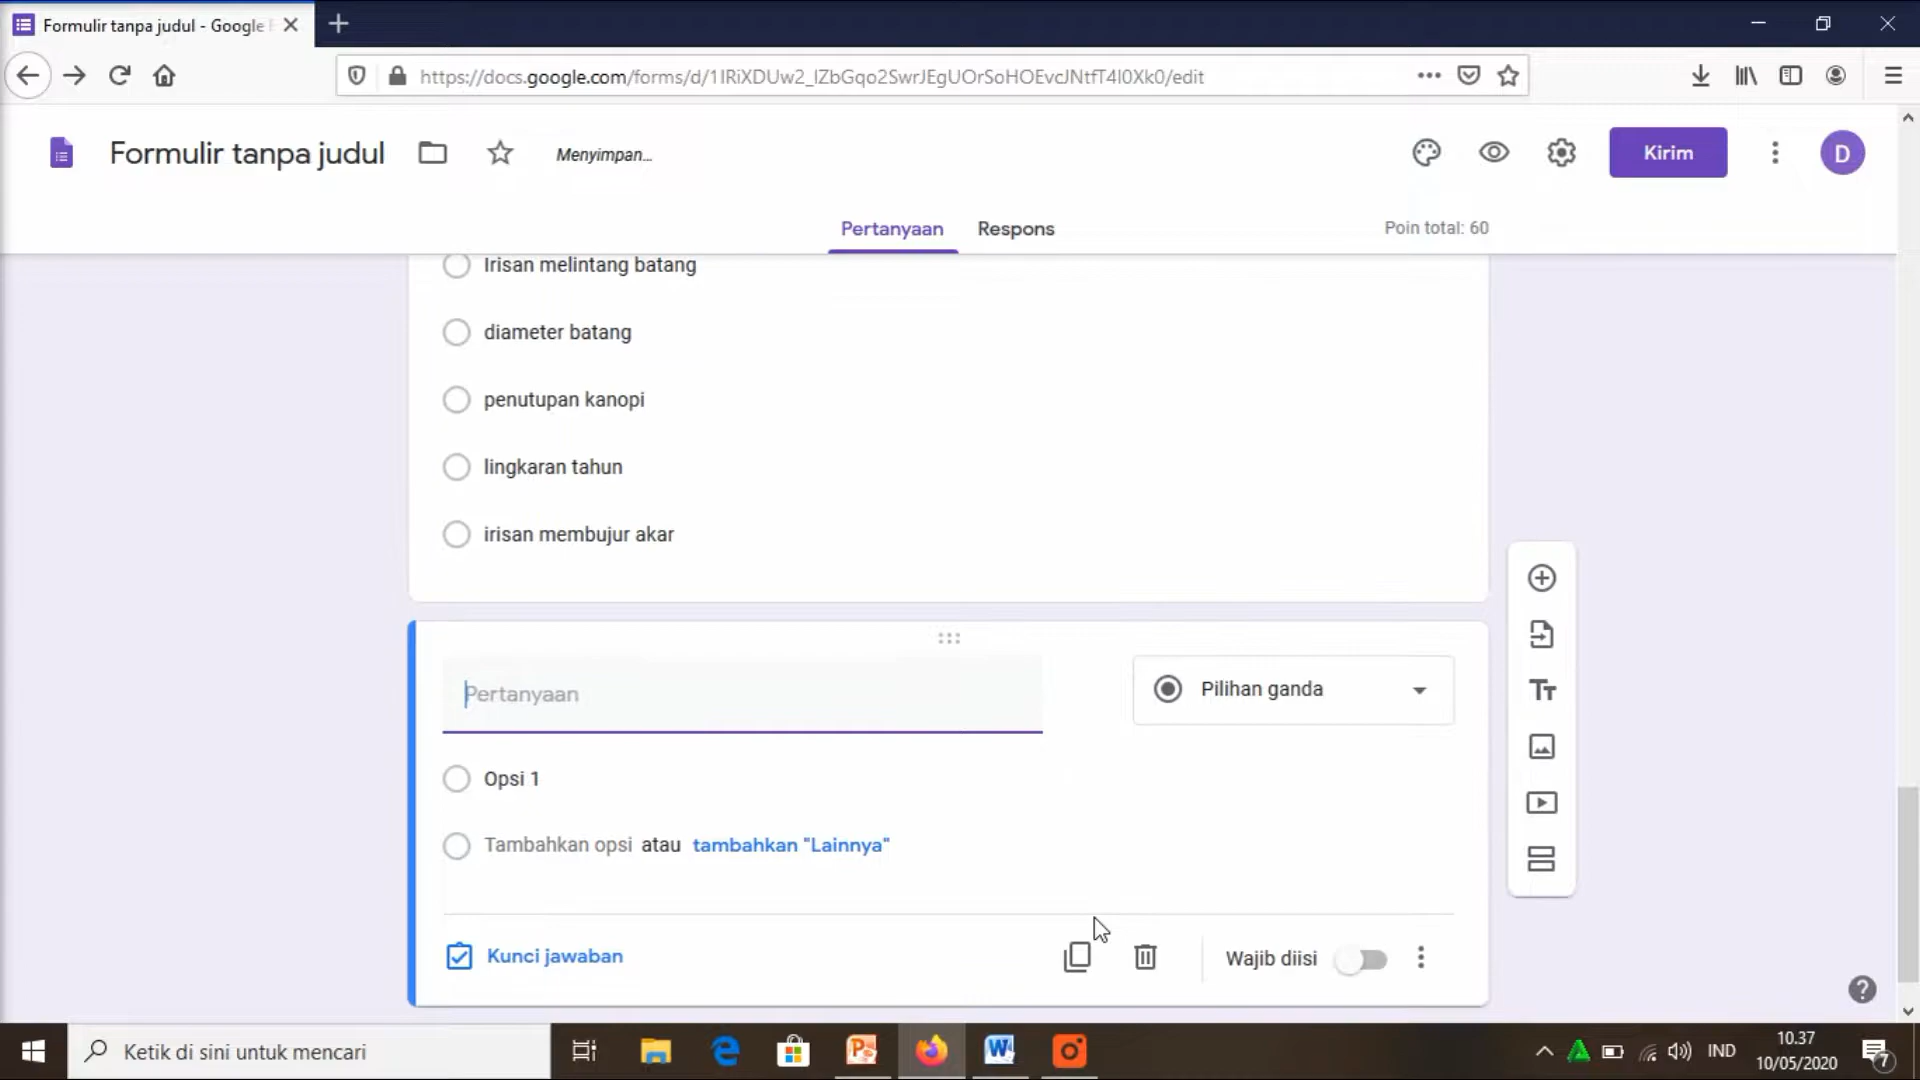 Formulir tanpa judul - Google
https://docs.google.com/forms/d/1IRiXDUw2_lZbGqo2SwrJEgUOrSoHOEvcJNtfT4l0Xk0/edit
Formulir tanpa judul
Menyimpan...
Kirim
D
Pertanyaan
Respons
Poin total: 60
Irisan melintang batang
diameter batang
penutupan kanopi
lingkaran tahun
irisan membujur akar
Pertanyaan
Pilihan ganda
Opsi 1
Tambahkan opsi atau tambahkan "Lainnya"
Kunci jawaban
Wajib diisi
Ketik di sini untuk mencari
IND
10.37
10/05/2020
7